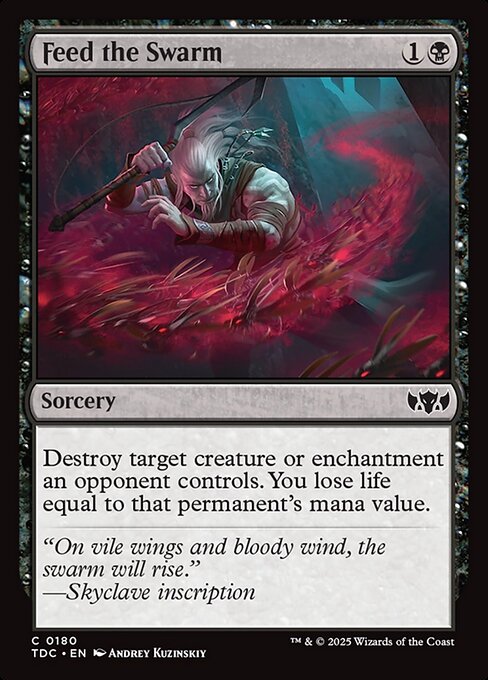 Feed the Swarm 1
Sorcery
Destroy target creature or enchantment
an opponent controls. You lose life
equal to that permanent's mana value.
“On vile wings and bloody wind, the
swarm will rise.”
—Skyclave inscription
C 0180
TDC • EN Andrey Kuzinskiy
™ & © 2025 Wizards of the Coast